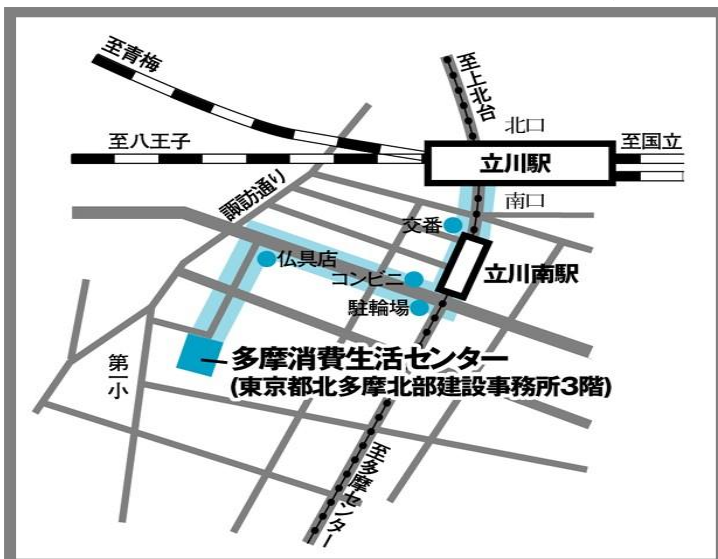 至青梅
至上北台
北口
至八王子
立川駅
至国立
諏訪通り
南口
交番
仏具店
コンビニ
立川南駅
駐輪場
多摩消費生活センター
(東京都北多摩北部建設事務所3階)
第一小
至多摩センター